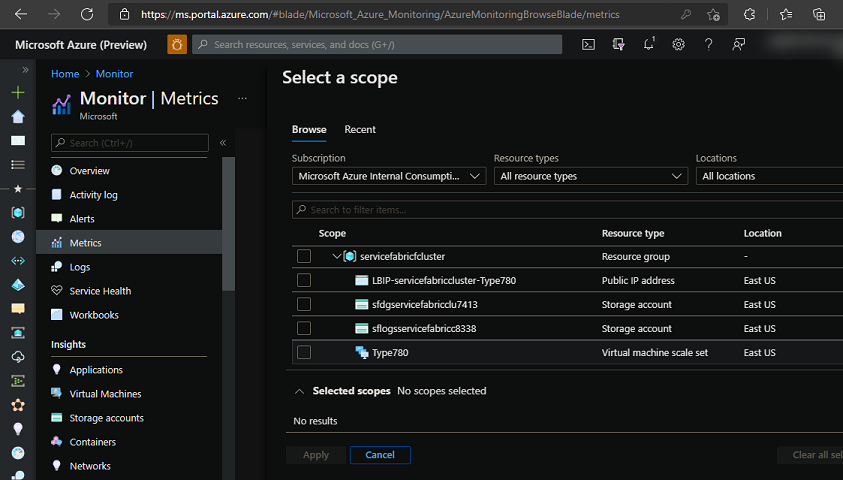 https://ms.portal.azure.com/#blade/Microsoft_Azure_Monitoring/AzureMonitoringBrowseBlade/metrics
Microsoft Azure (Preview)
Search resources, services, and docs (G+/)
1
Home > Monitor
Monitor | Metrics
...
Microsoft
Search (Ctrl+/)
«
Overview
Activity log
Alerts
Metrics
Logs
Service Health
Workbooks
Insights
Applications
Virtual Machines
Storage accounts
Containers
Networks
Select a scope
Browse Recent
Subscription Resource types Locations
Microsoft Azure Internal Consumpti... All resource types All locations
Search to filter items...
Scope Resource type Location
servicefabricfcluster Resource group -
LBIP-servicefabriccluster-Type780 Public IP address East US
sfdgservicefabricclu7413 Storage account East US
sflogsservicefabricc8338 Storage account East US
Type780 Virtual machine scale set East US
Selected scopes No scopes selected
No results
Apply Cancel Clear all sel